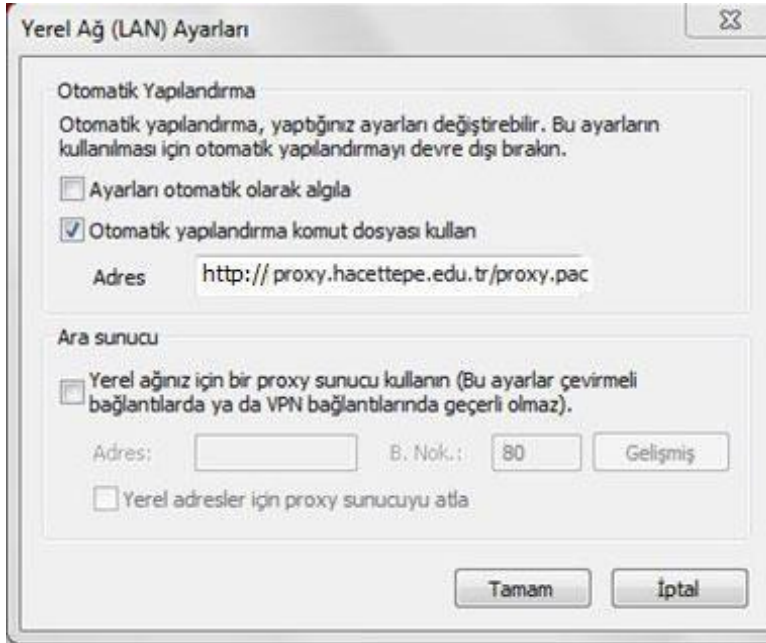 Yerel Ağ (LAN) Ayarları
Otomatik Yapılandırma
Otomatik yapılandırma, yaptığınız ayarları değiştirebilir. Bu ayarların
kullanılması için otomatik yapılandırmayı devre dışı bırakın.
Ayarları otomatik olarak algıla
Otomatik yapılandırma komut dosyası kullan
Adres http:// proxy.hacettepe.edu.tr/proxy.pac
Ara sunucu
Yerel ağınız için bir proxy sunucu kullanın (Bu ayarlar çevirmeli
bağlantılarda ya da VPN bağlantılarında geçerli olmaz).
Adres: B. Nok.: 80 Gelişmiş
Yerel adresler için proxy sunucuyu atla
Tamam İptal